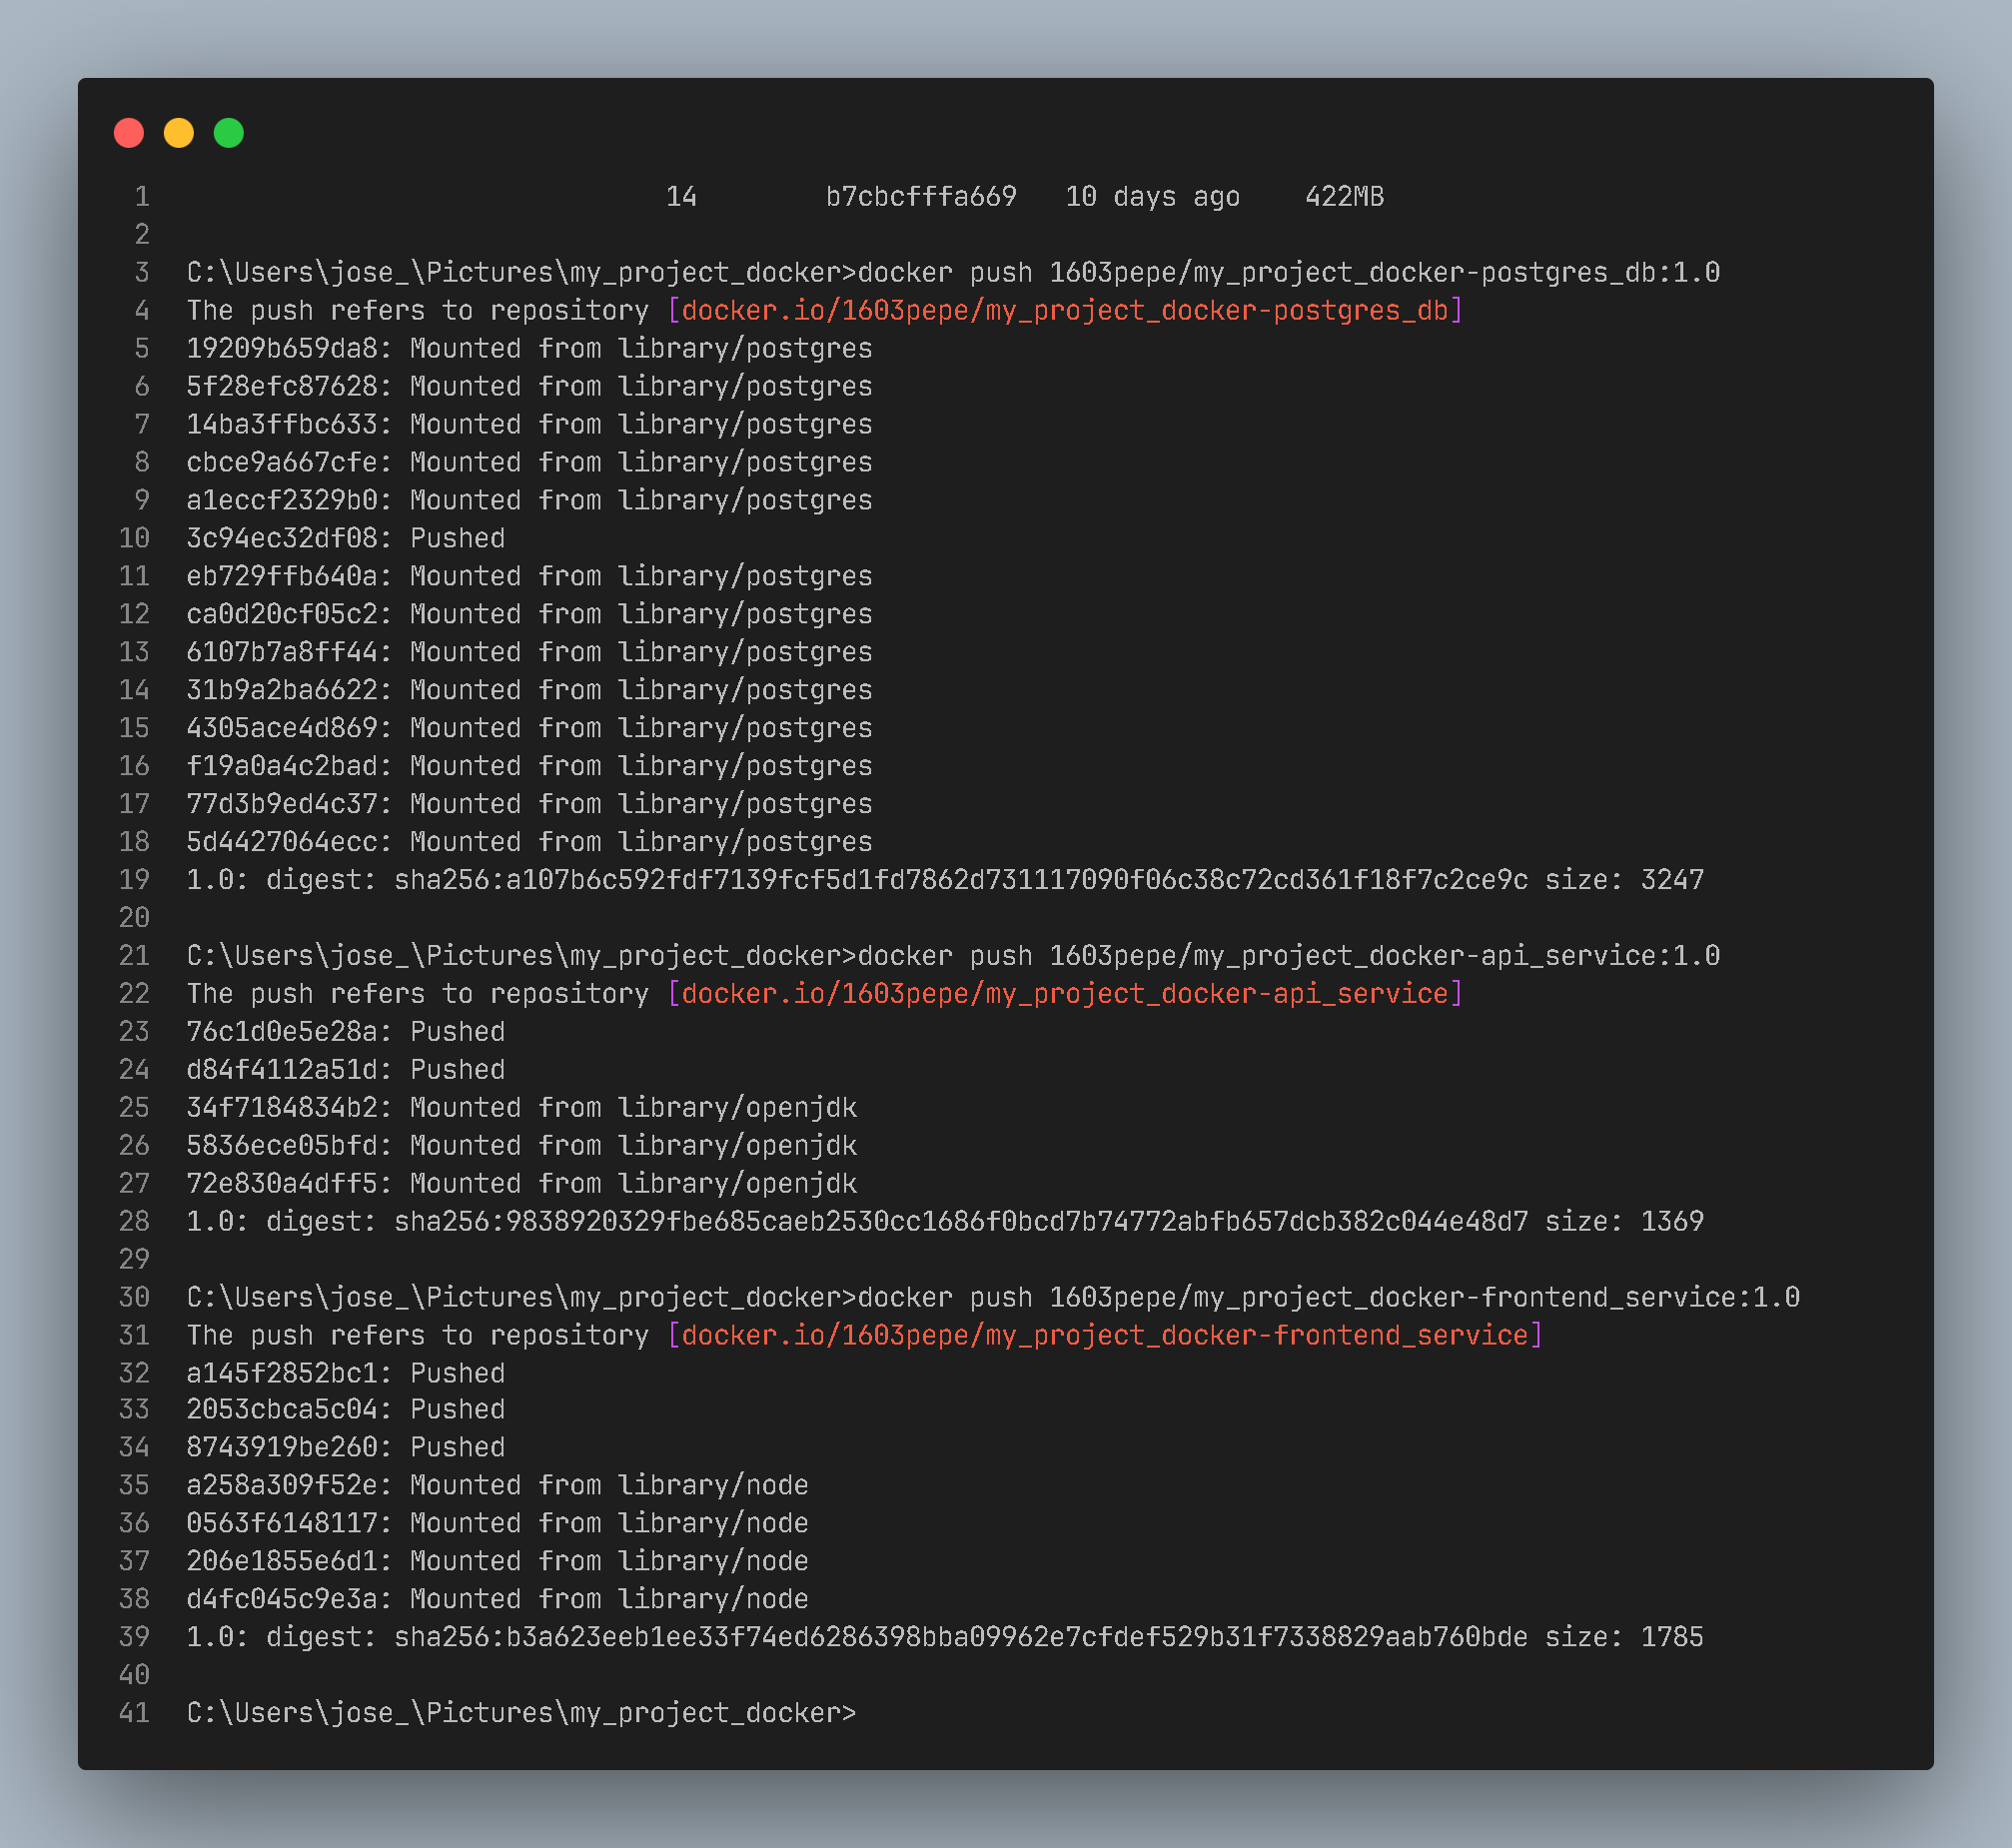 1 14 b7cbcfffa669 10 days ago 422MB
2
3 C:\Users\jose_\Pictures\my_project_docker>docker push 1603pepe/my_project_docker-postgres_db:1.0
4 The push refers to repository [docker.io/1603pepe/my_project_docker-postgres_db]
5 19209b659da8: Mounted from library/postgres
6 5f28efc87628: Mounted from library/postgres
7 14ba3ffbc633: Mounted from library/postgres
8 cbce9a667cfe: Mounted from library/postgres
9 a1eccf2329b0: Mounted from library/postgres
10 3c94ec32df08: Pushed
11 eb729ffb640a: Mounted from library/postgres
12 ca0d20cf05c2: Mounted from library/postgres
13 6107b7a8ff44: Mounted from library/postgres
14 31b9a2ba6622: Mounted from library/postgres
15 4305ace4d869: Mounted from library/postgres
16 f19a0a4c2bad: Mounted from library/postgres
17 77d3b9ed4c37: Mounted from library/postgres
18 5d4427064ecc: Mounted from library/postgres
19 1.0: digest: sha256:a107b6c592fdf7139fcf5d1fd7862d731117090f06c38c72cd361f18f7c2ce9c size: 3247
20
21 C:\Users\jose_\Pictures\my_project_docker>docker push 1603pepe/my_project_docker-api_service:1.0
22 The push refers to repository [docker.io/1603pepe/my_project_docker-api_service]
23 76c1d0e5e28a: Pushed
24 d84f4112a51d: Pushed
25 34f7184834b2: Mounted from library/openjdk
26 5836ece05bfd: Mounted from library/openjdk
27 72e830a4dff5: Mounted from library/openjdk
28 1.0: digest: sha256:9838920329fbe685caeb2530cc1686f0bcd7b74772abfb657dcb382c044e48d7 size: 1369
29
30 C:\Users\jose_\Pictures\my_project_docker>docker push 1603pepe/my_project_docker-frontend_service:1.0
31 The push refers to repository [docker.io/1603pepe/my_project_docker-frontend_service]
32 a145f2852bc1: Pushed
33 2053cbca5c04: Pushed
34 8743919be260: Pushed
35 a258a309f52e: Mounted from library/node
36 0563f6148117: Mounted from library/node
37 206e1855e6d1: Mounted from library/node
38 d4fc045c9e3a: Mounted from library/node
39 1.0: digest: sha256:b3a623eeb1ee33f74ed6286398bba09962e7cfdef529b31f7338829aab760bde size: 1785
40
41 C:\Users\jose_\Pictures\my_project_docker>